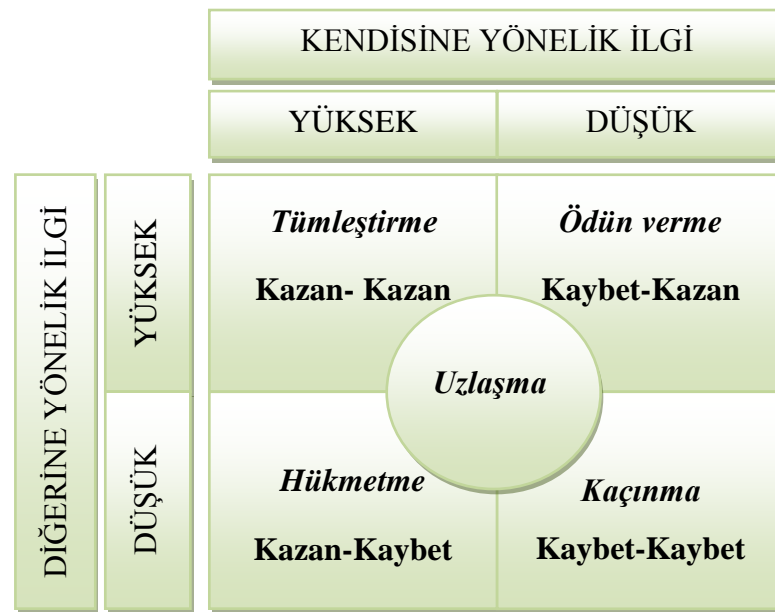 KENDİSİNE YÖNELİK İLGİ
YÜKSEK
DÜŞÜK
DİĞERİNE YÖNELİK İLGİ
YÜKSEK
Tümleştirme
Kazan- Kazan
Ödün verme
Kaybet-Kazan
Uzlaşma
DÜŞÜK
Hükmetme
Kazan-Kaybet
Kaçınma
Kaybet-Kaybet